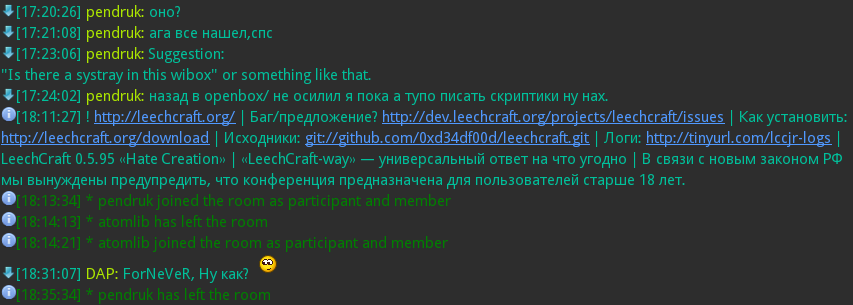 [17:20:26] pendruk: оно?
[17:21:08] pendruk: ага все нашел,спс
[17:23:06] pendruk: Suggestion:
"Is there a systray in this wibox" or something like that.
[17:24:02] pendruk: назад в openbox/ не осилил я пока а тупо писать скриптики ну нах.
[18:11:27] ! http://leechcraft.org/ | Баг/предложение? http://dev.leechcraft.org/projects/leechcraft/issues | Как установить:
http://leechcraft.org/download | Исходники: git://github.com/0xd34df00d/leechcraft.git | Логи: http://tinyurl.com/lccjr-logs |
LeechCraft 0.5.95 «Hate Creation» | «LeechCraft-way» — универсальный ответ на что угодно | В связи с новым законом РФ
мы вынуждены предупредить, что конференция предназначена для пользователей старше 18 лет.
[18:13:34] * pendruk joined the room as participant and member
[18:14:13] * atomlib has left the room
[18:14:21] * atomlib joined the room as participant and member
[18:31:07] DAP: ForNeVeR, Ну как?
[18:35:34] * pendruk has left the room